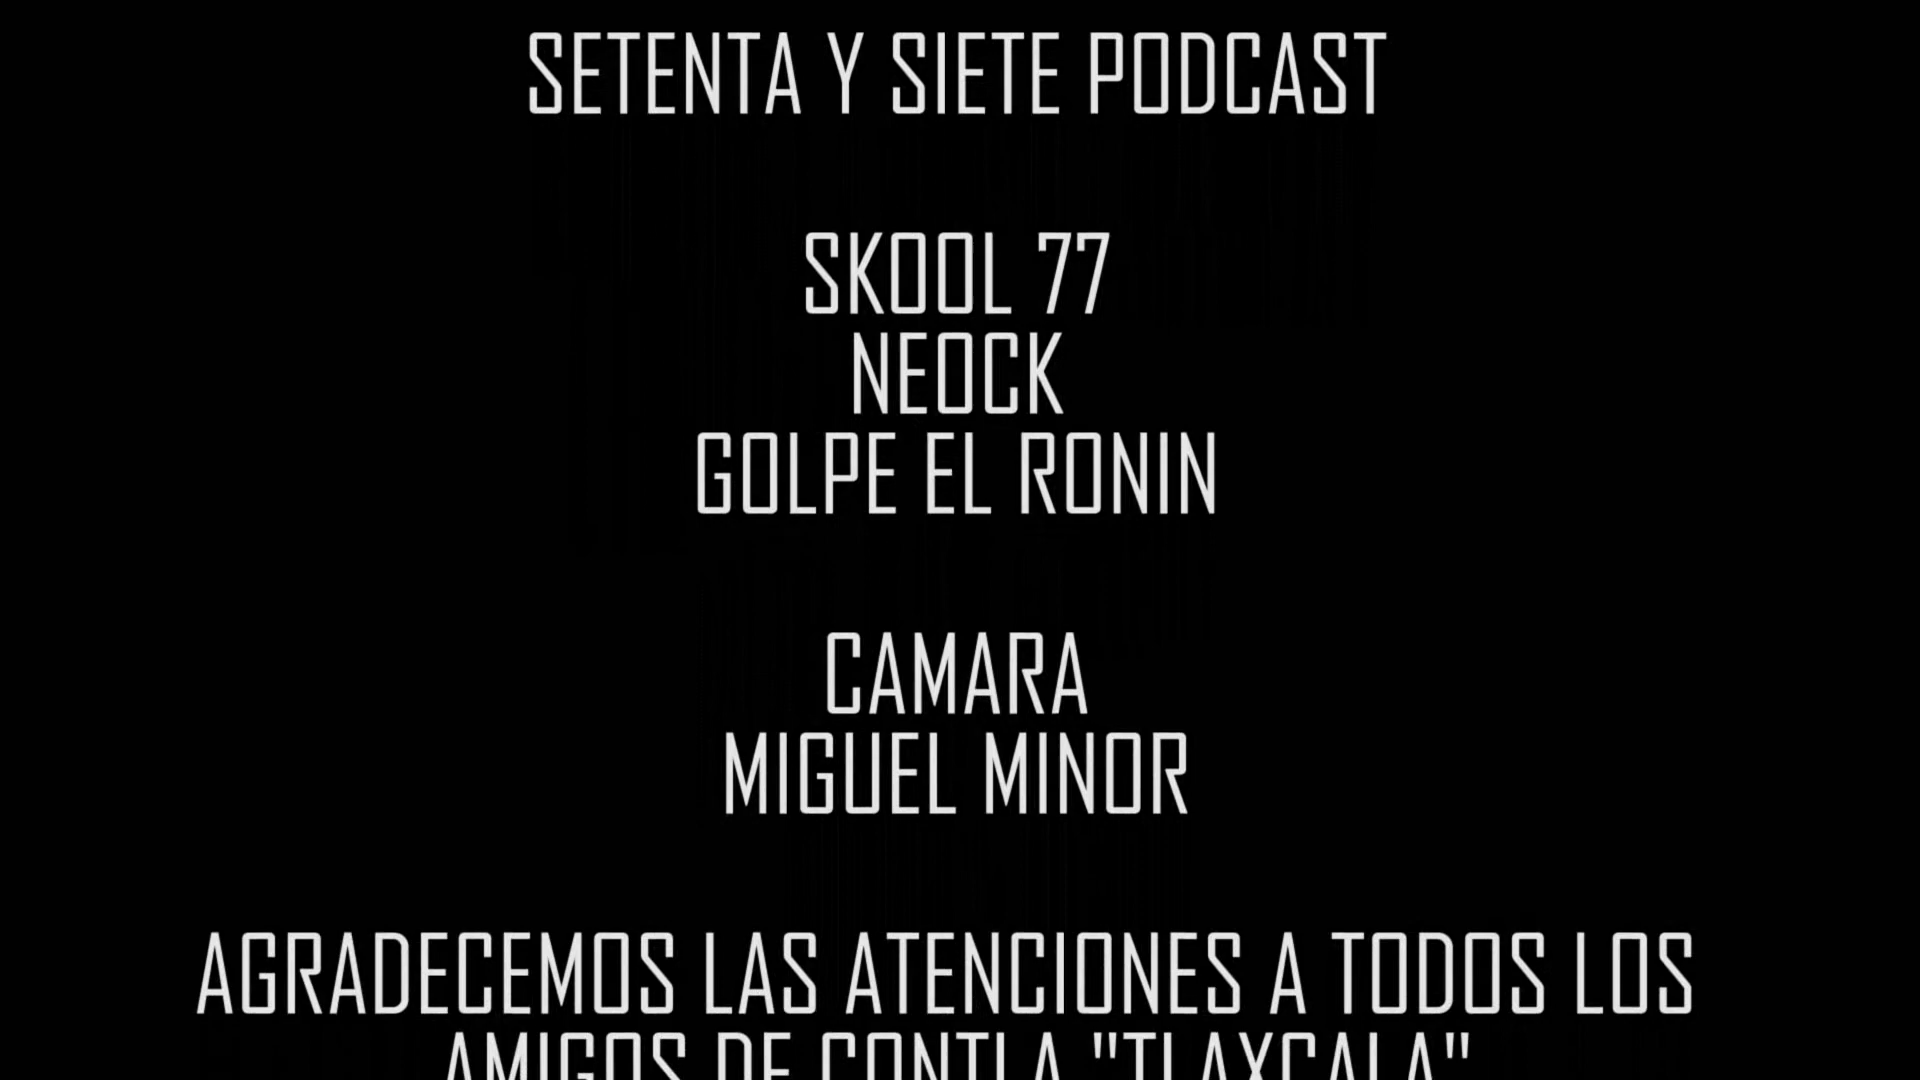 SETENTA Y SIETE PODCAST
SKOOL 77
NEOCK
GOLPE EL RONIN
CAMARA
MIGUEL MINOR
AGRADECEMOS LAS ATENCIONES A TODOS LOS
AMIGOS DE CONTLA "TLAXCALA"